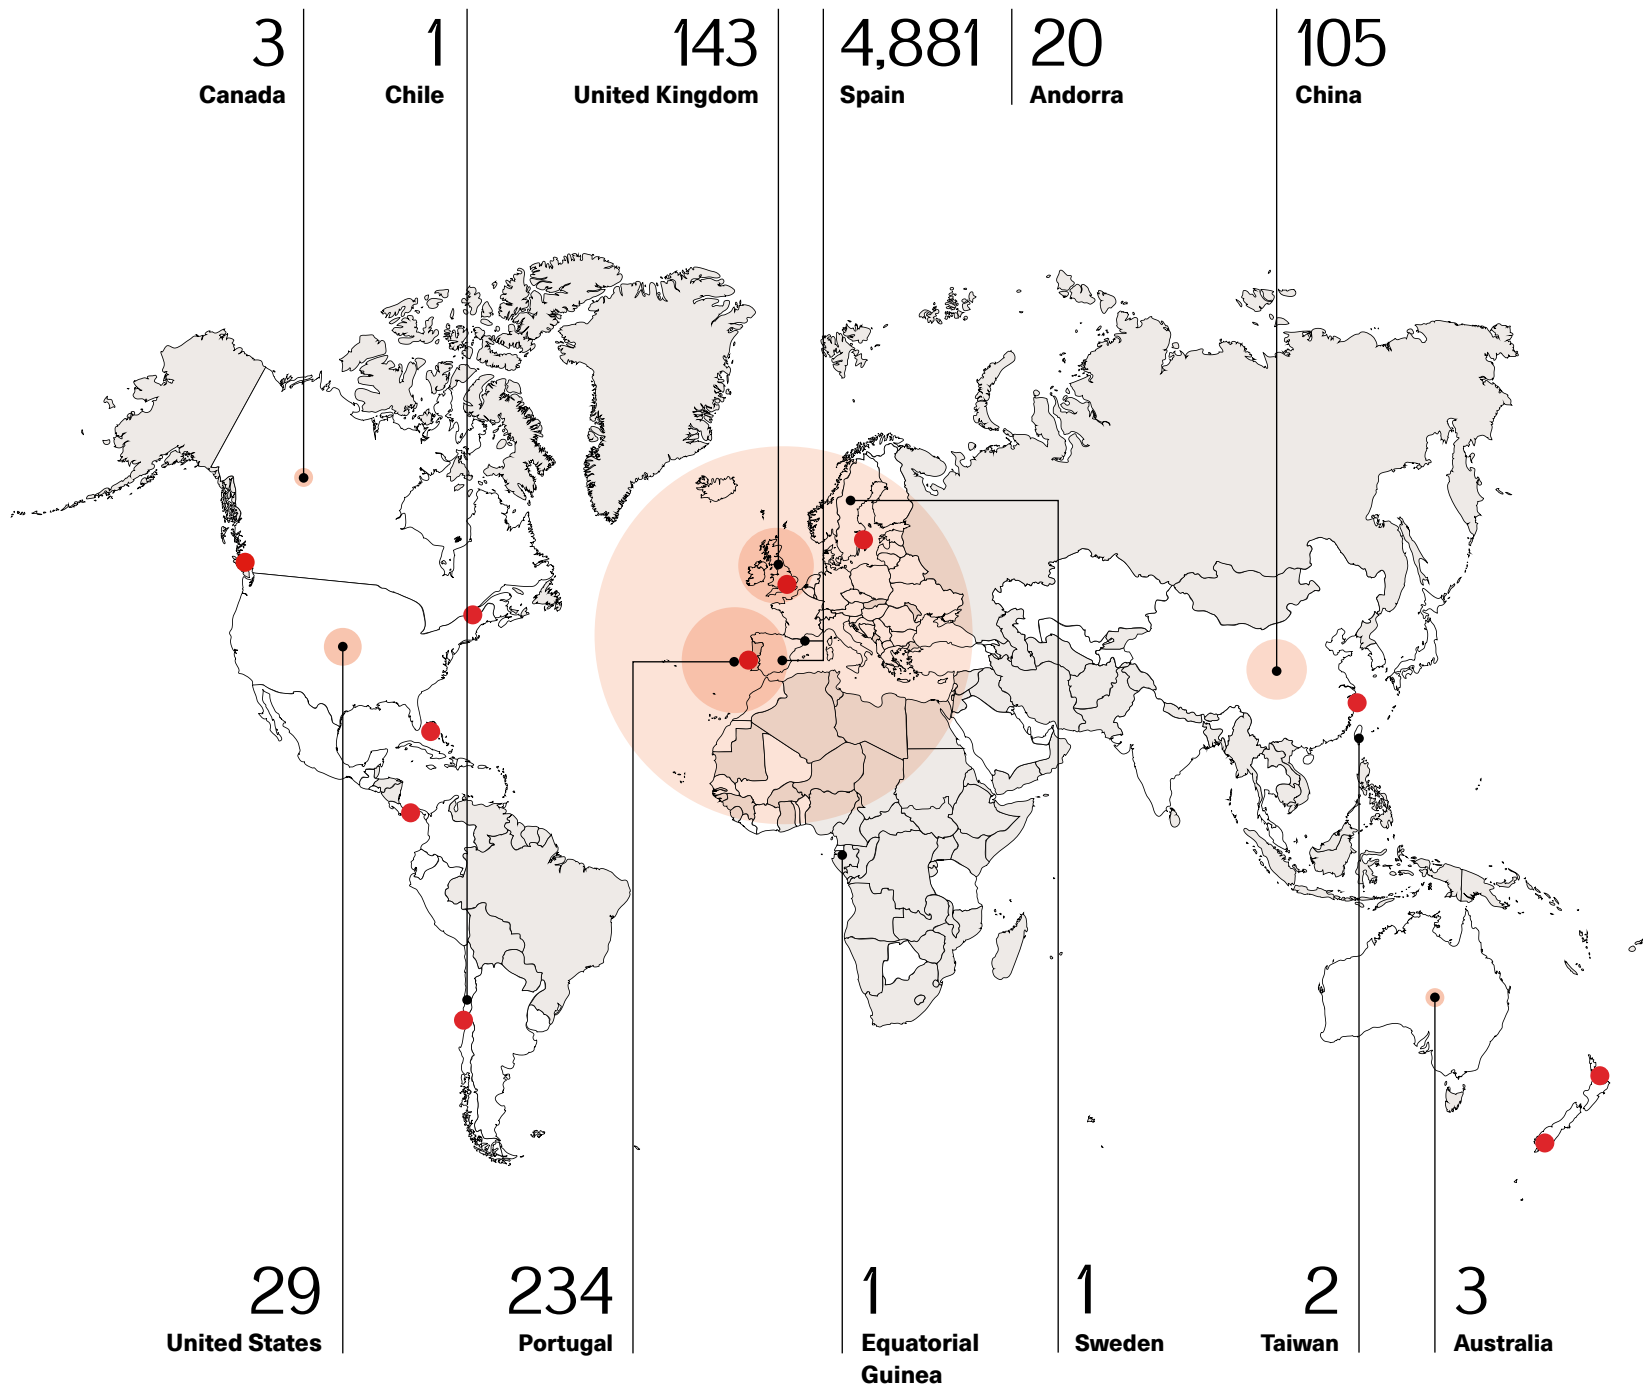 3
Canada
1
Chile
143
United Kingdom
4,881
Spain
20
Andorra
105
China
29
United States
234
Portugal
1
Equatorial
Guinea
1
Sweden
2
Taiwan
3
Australia